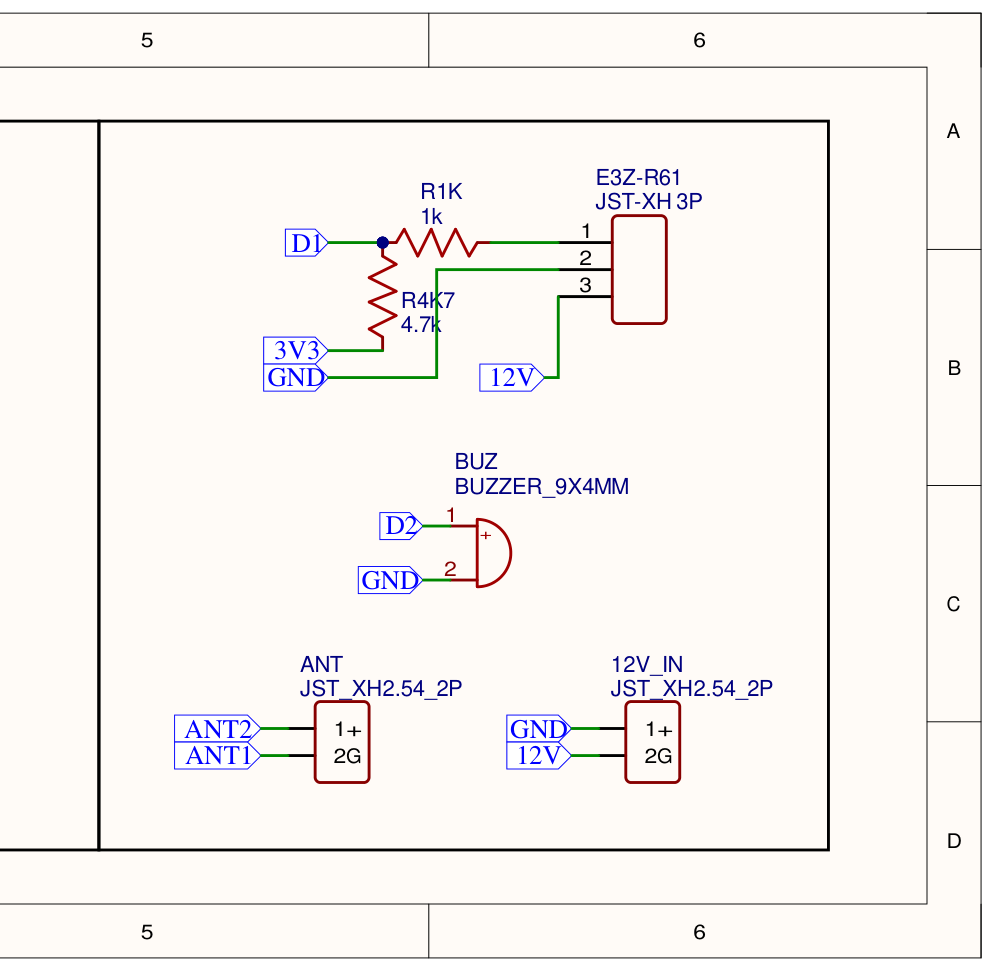 5
6
A
E3Z-R61
JST-XH 3P
R1K
1k
D1
1
2
3
R4K7
4.7k
3V3
GND
12V
B
BUZ
BUZZER_9X4MM
D2
1
+
GND
2
C
ANT
JST_XH2.54_2P
ANT2
1+
ANT1
2G
12V_IN
JST_XH2.54_2P
GND
1+
12V
2G
D
5
6